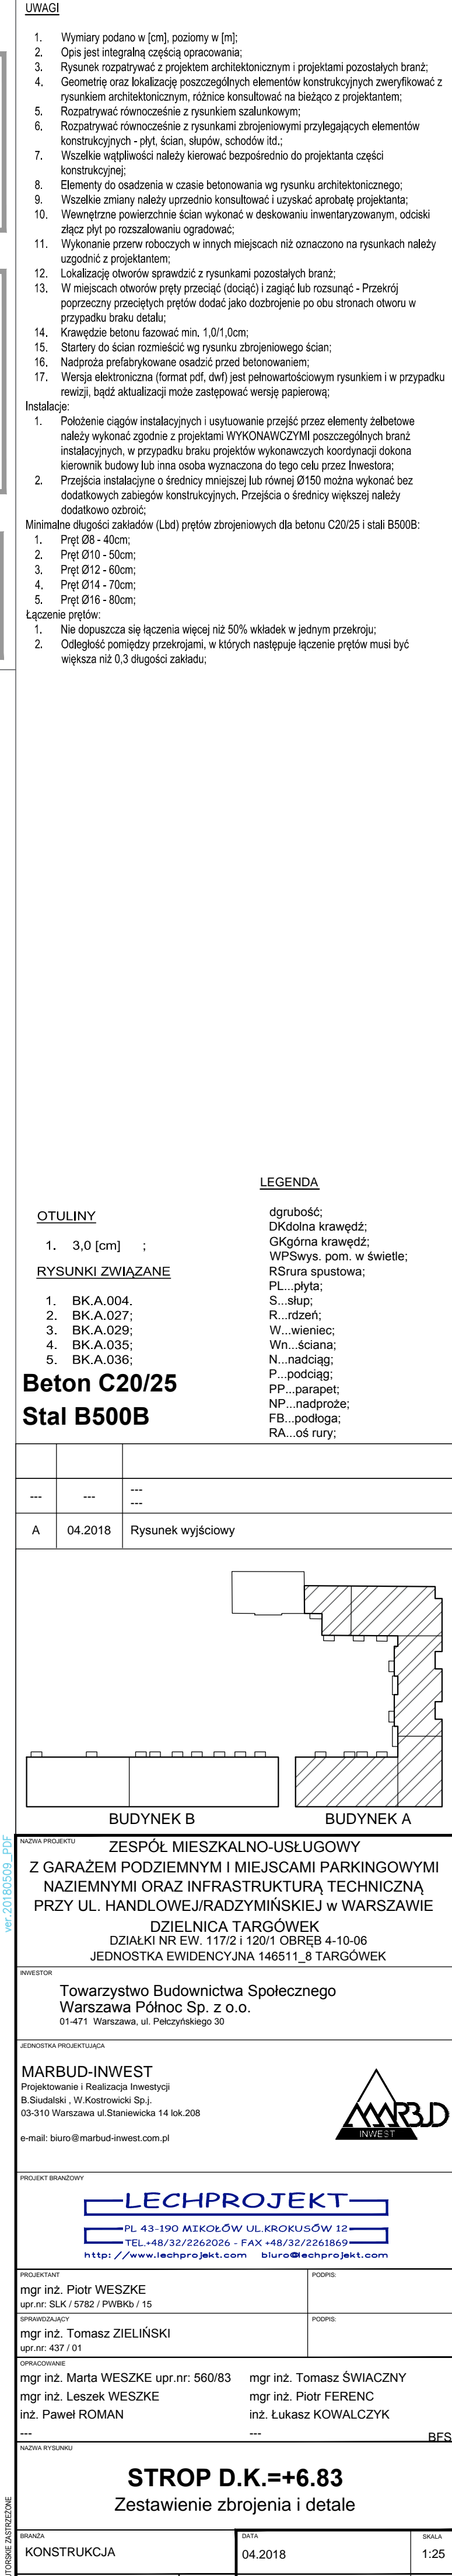 UWAGI
1. Wymiary podano w [cm], poziomy w [m];
2. Opis jest integralną częścią opracowania;
3. Rysunek rozpatrywać z projektem architektonicznym i projektami pozostałych branż;
4. Geometrię oraz lokalizację poszczególnych elementów konstrukcyjnych zweryfikować z
rysunkiem architektonicznym, różnice konsultować na bieżąco z projektantem;
5. Rozpatrywać równocześnie z rysunkiem szalunkowym;
6. Rozpatrywać równocześnie z rysunkami zbrojeniowymi przylegających elementów
konstrukcyjnych - płyt, ścian, słupów, schodów itd.;
7. Wszelkie wątpliwości należy kierować bezpośrednio do projektanta części
konstrukcyjnej;
8. Elementy do osadzenia w czasie betonowania wg rysunku architektonicznego;
9. Wszelkie zmiany należy uprzednio konsultować i uzyskać aprobatę projektanta;
10. Wewnętrzne powierzchnie ścian wykonać w deskowaniu inwentaryzowanym, odciski
złącz płyt po rozszalowaniu ogradować;
11. Wykonanie przerw roboczych w innych miejscach niż oznaczono na rysunkach należy
uzgodnić z projektantem;
12. Lokalizację otworów sprawdzić z rysunkami pozostałych branż;
13. W miejscach otworów pręty przeciąć (dociąć) i zagiąć lub rozsunąć - Przekrój
poprzeczny przeciętych prętów dodać jako dozbrojenie po obu stronach otworu w
przypadku braku detalu;
14. Krawędzie betonu fazować min. 1,0/1,0cm;
15. Startery do ścian rozmieścić wg rysunku zbrojeniowego ścian;
16. Nadproża prefabrykowane osadzić przed betonowaniem;
17. Wersja elektroniczna (format pdf, dwf) jest pełnowartościowym rysunkiem i w przypadku
rewizji, bądź aktualizacji może zastępować wersję papierową;
Instalacje:
1. Położenie ciągów instalacyjnych i usytuowanie przejść przez elementy żelbetowe
należy wykonać zgodnie z projektami WYKONAWCZYMI poszczególnych branż
instalacyjnych, w przypadku braku projektów wykonawczych koordynacji dokona
kierownik budowy lub inna osoba wyznaczona do tego celu przez Inwestora;
2. Przejścia instalacyjne o średnicy mniejszej lub równej Ø150 można wykonać bez
dodatkowych zabiegów konstrukcyjnych. Przejścia o średnicy większej należy
dodatkowo ozbroić;
Minimalne długości zakładów (Lbd) prętów zbrojeniowych dla betonu C20/25 i stali B500B:
1. Pręt Ø8 - 40cm;
2. Pręt Ø10 - 50cm;
3. Pręt Ø12 - 60cm;
4. Pręt Ø14 - 70cm;
5. Pręt Ø16 - 80cm;
Łączenie prętów:
1. Nie dopuszcza się łączenia więcej niż 50% wkładek w jednym przekroju;
2. Odległość pomiędzy przekrojami, w których następuje łączenie prętów musi być
większa niż 0,3 długości zakładu;
LEGENDA
dgrubość;
DKdolna krawędź;
GKgórna krawędź;
WPSwys. pom. w świetle;
RSrura spustowa;
PL...płyta;
S...słup;
R...rdzeń;
W...wieniec;
Wn...ściana;
N...nadciąg;
P...podciąg;
PP...parapet;
NP...nadproże;
FB...podłoga;
RA...oś rury;
OTULINY
1. 3,0 [cm] ;
RYSUNKI ZWIĄZANE
1. BK.A.004.
2. BK.A.027;
3. BK.A.029;
4. BK.A.035;
5. BK.A.036;
Beton C20/25
Stal B500B
--- --- ---
---
A 04.2018 Rysunek wyjściowy
BUDYNEK B BUDYNEK A
ver.20180509_PDF
NAZWA PROJEKTU
ZESPÓŁ MIESZKALNO-USŁUGOWY
Z GARAŻEM PODZIEMNYM I MIEJSCAMI PARKINGOWYMI
NAZIEMNYMI ORAZ INFRASTRUKTURĄ TECHNICZNĄ
PRZY UL. HANDLOWEJ/RADZYMIŃSKIEJ w WARSZAWIE
DZIELNICA TARGÓWEK
DZIAŁKI NR EW. 117/2 i 120/1 OBRĘB 4-10-06
JEDNOSTKA EWIDENCYJNA 146511_8 TARGÓWEK
INWESTOR
Towarzystwo Budownictwa Społecznego
Warszawa Północ Sp. z o.o.
01-471 Warszawa, ul. Pełczyńskiego 30
JEDNOSTKA PROJEKTUJĄCA
MARBUD-INWEST
Projektowanie i Realizacja Inwestycji
B.Siudalski , W.Kostrowicki Sp.j.
03-310 Warszawa ul.Staniewicka 14 lok.208
e-mail: biuro@marbud-inwest.com.pl
MARBUD
INWEST
PROJEKT BRANŻOWY
LECHPROJEKT
PL 43-190 MIKOŁÓW UL.KROKUSÓW 12
TEL.+48/32/2262026 - FAX +48/32/2261869
http: //www.lechprojekt.com biuro@lechprojekt.com
PROJEKTANT PODPIS:
mgr inż. Piotr WESZKE
upr.nr: SLK / 5782 / PWBKb / 15
SPRAWDZAJĄCY PODPIS:
mgr inż. Tomasz ZIELIŃSKI
upr.nr: 437 / 01
OPRACOWANIE
mgr inż. Marta WESZKE upr.nr: 560/83 mgr inż. Tomasz ŚWIACZNY
mgr inż. Leszek WESZKE mgr inż. Piotr FERENC
inż. Paweł ROMAN inż. Łukasz KOWALCZYK
--- --- BFS
NAZWA RYSUNKU
STROP D.K.=+6.83
Zestawienie zbrojenia i detale
BRANŻA DATA SKALA
KONSTRUKCJA 04.2018 1:25
ZASTRZEŻONE